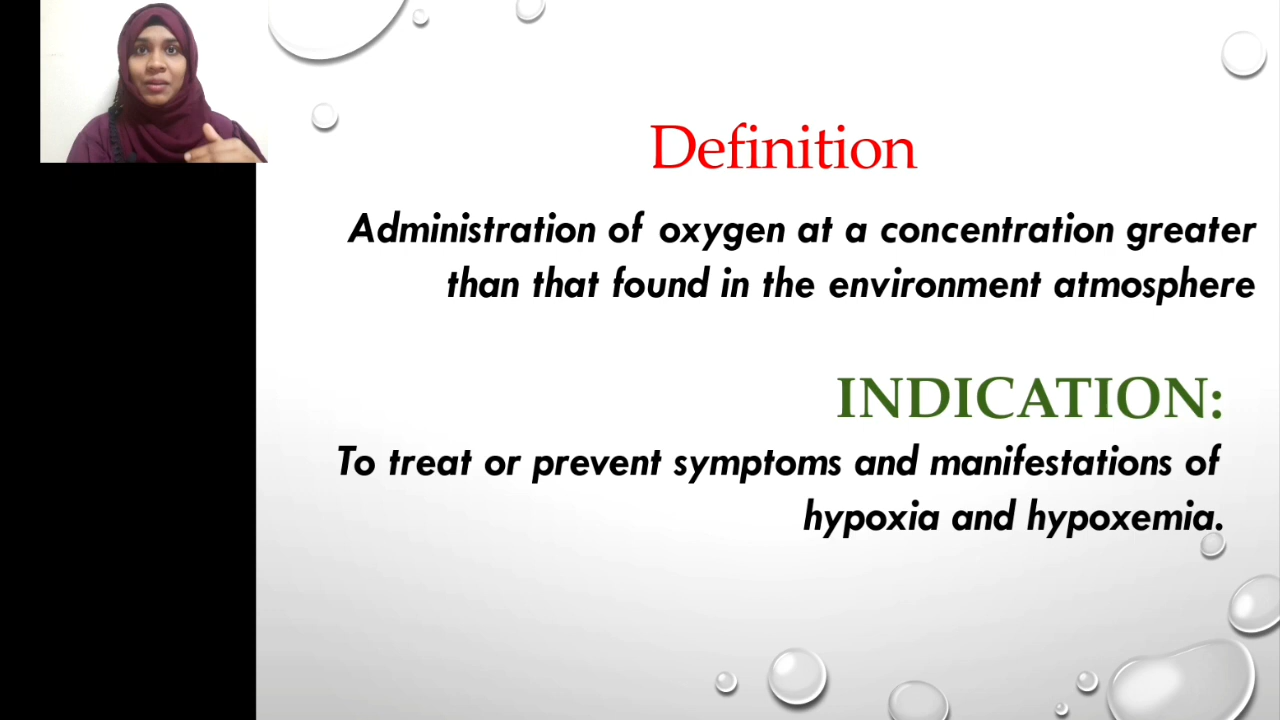 Definition
Administration of oxygen at a concentration greater
than that found in the environment atmosphere
INDICATION:
To treat or prevent symptoms and manifestations of
hypoxia and hypoxemia.